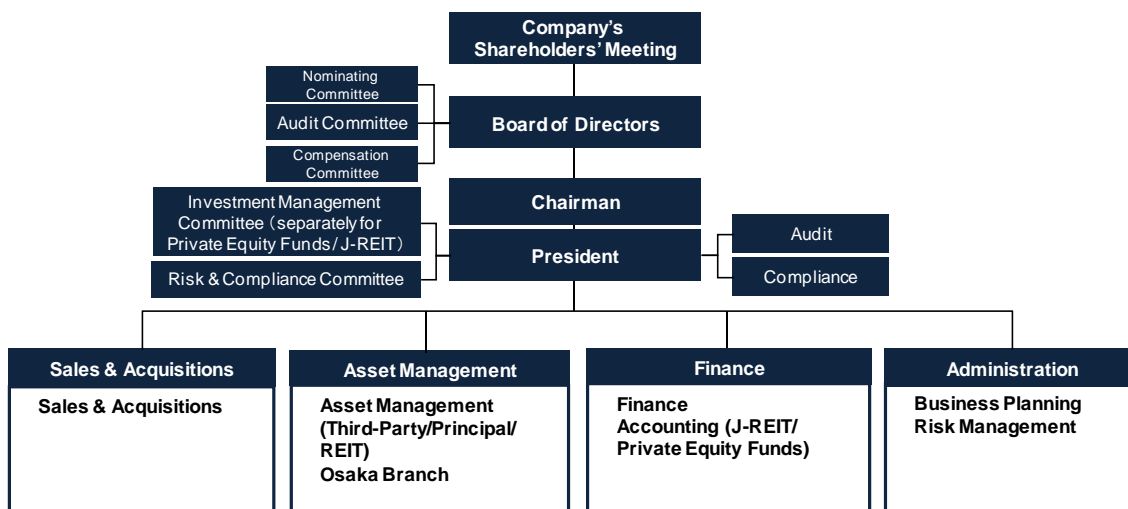 Company's
Shareholders' Meeting
Nominating
Committee
Audit Committee
Board of Directors
Compensation
Committee
Chairman
Investment Management
Committee（separately for
Private Equity Funds/J-REIT）
President
Audit
Risk & Compliance Committee
Compliance
Sales & Acquisitions
Sales & Acquisitions
Asset Management
Asset Management
(Third-Party/Principal/
REIT)
Osaka Branch
Finance
Finance
Accounting (J-REIT/
Private Equity Funds)
Administration
Business Planning
Risk Management